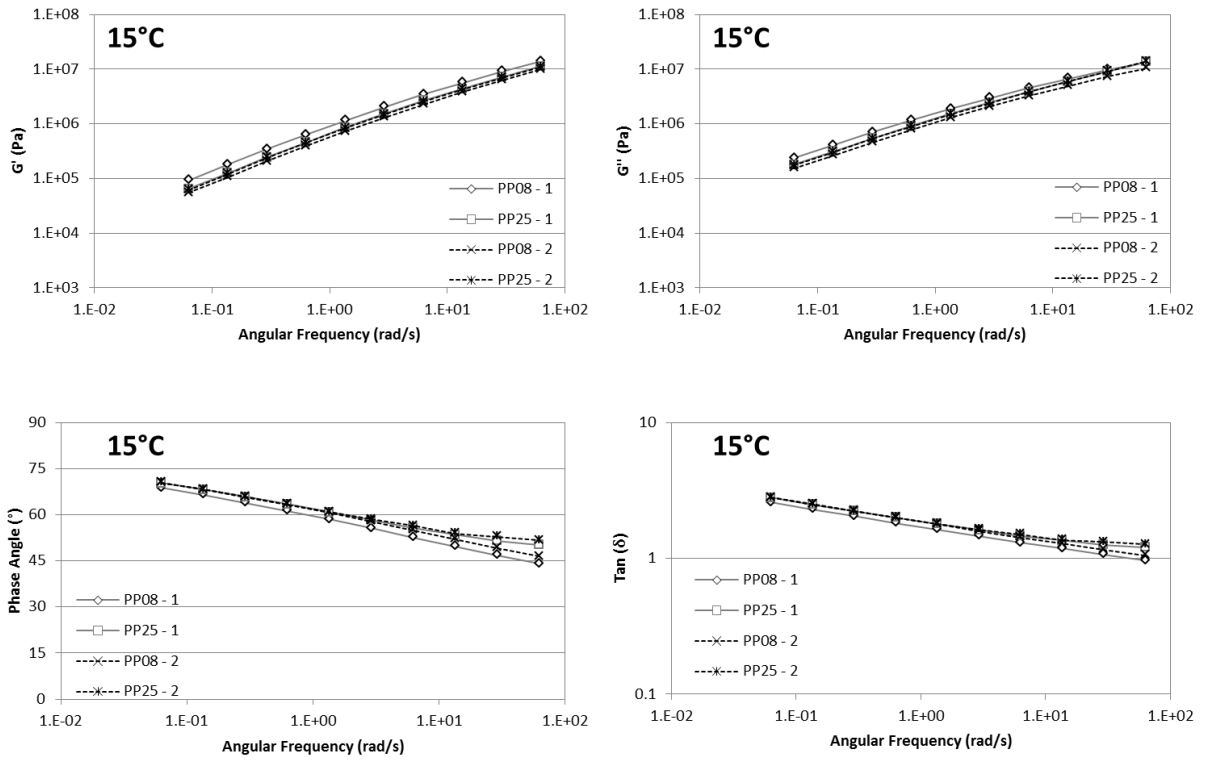 15°C
G' (Pa)
1.E+08
1.E+07
1.E+06
1.E+05
1.E+04
1.E+03
1.E-02
1.E-01
1.E+00
1.E+01
1.E+02
Angular Frequency (rad/s)
PP08 - 1
PP25 - 1
PP08 - 2
PP25 - 2
15°C
G'' (Pa)
1.E+08
1.E+07
1.E+06
1.E+05
1.E+04
1.E+03
1.E-02
1.E-01
1.E+00
1.E+01
1.E+02
Angular Frequency (rad/s)
PP08 - 1
PP25 - 1
PP08 - 2
PP25 - 2
15°C
Phase Angle (°)
90
75
60
45
30
15
0
1.E-02
1.E-01
1.E+00
1.E+01
1.E+02
Angular Frequency (rad/s)
PP08 - 1
PP25 - 1
PP08 - 2
PP25 - 2
15°C
Tan (δ)
10
1
0.1
1.E-02
1.E-01
1.E+00
1.E+01
1.E+02
Angular Frequency (rad/s)
PP08 - 1
PP25 - 1
PP08 - 2
PP25 - 2